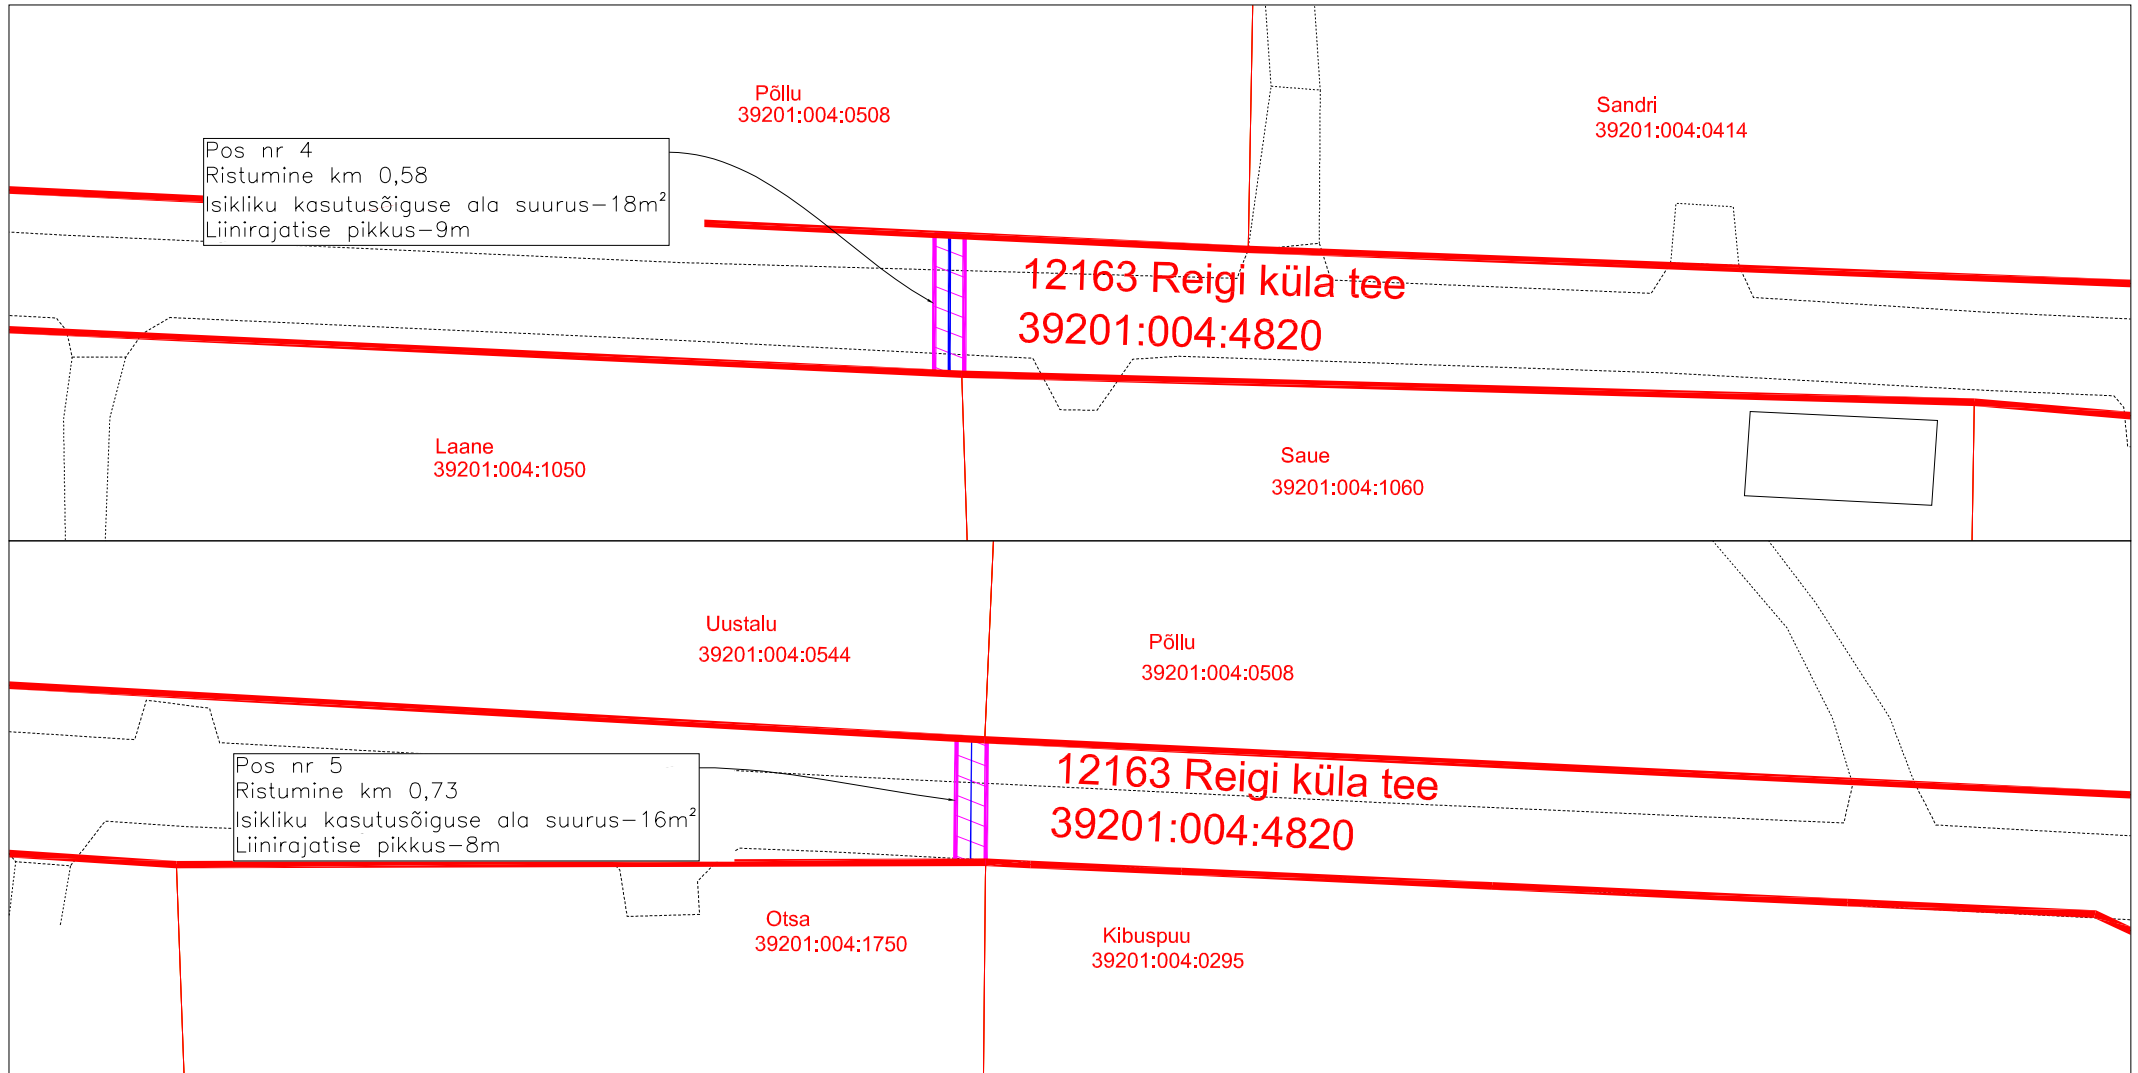 Põllu
39201:004:0508
Sandri
39201:004:0414
Pos nr 4
Ristumine km 0,58
Isikliku kasutusõiguse ala suurus-18m²
Liinirajatise pikkus-9m
12163 Reigi küla tee
39201:004:4820
Laane
39201:004:1050
Saue
39201:004:1060
Uustalu
39201:004:0544
Põllu
39201:004:0508
Pos nr 5
Ristumine km 0,73
Isikliku kasutusõiguse ala suurus-16m²
Liinirajatise pikkus-8m
12163 Reigi küla tee
39201:004:4820
Otsa
39201:004:1750
Kibuspuu
39201:004:0295